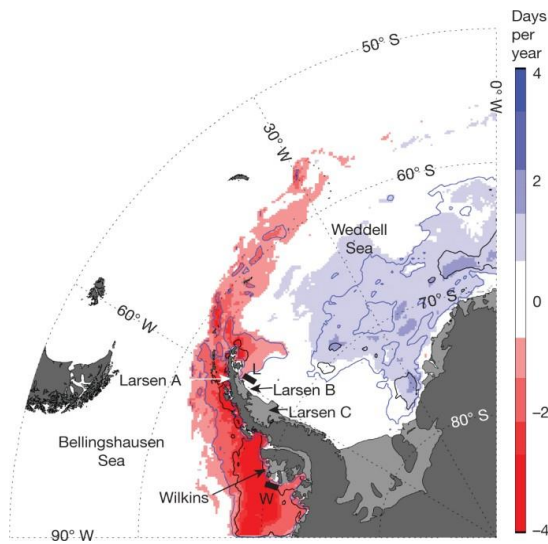 Days
per
year
50° S
4
0° W
30° W
60° S
2
Weddell
Sea
70° S
0
60° W
L
Larsen A
Larsen B
Larsen C
80° S
−2
Bellingshausen
Sea
Wilkins
W
90° W
−4